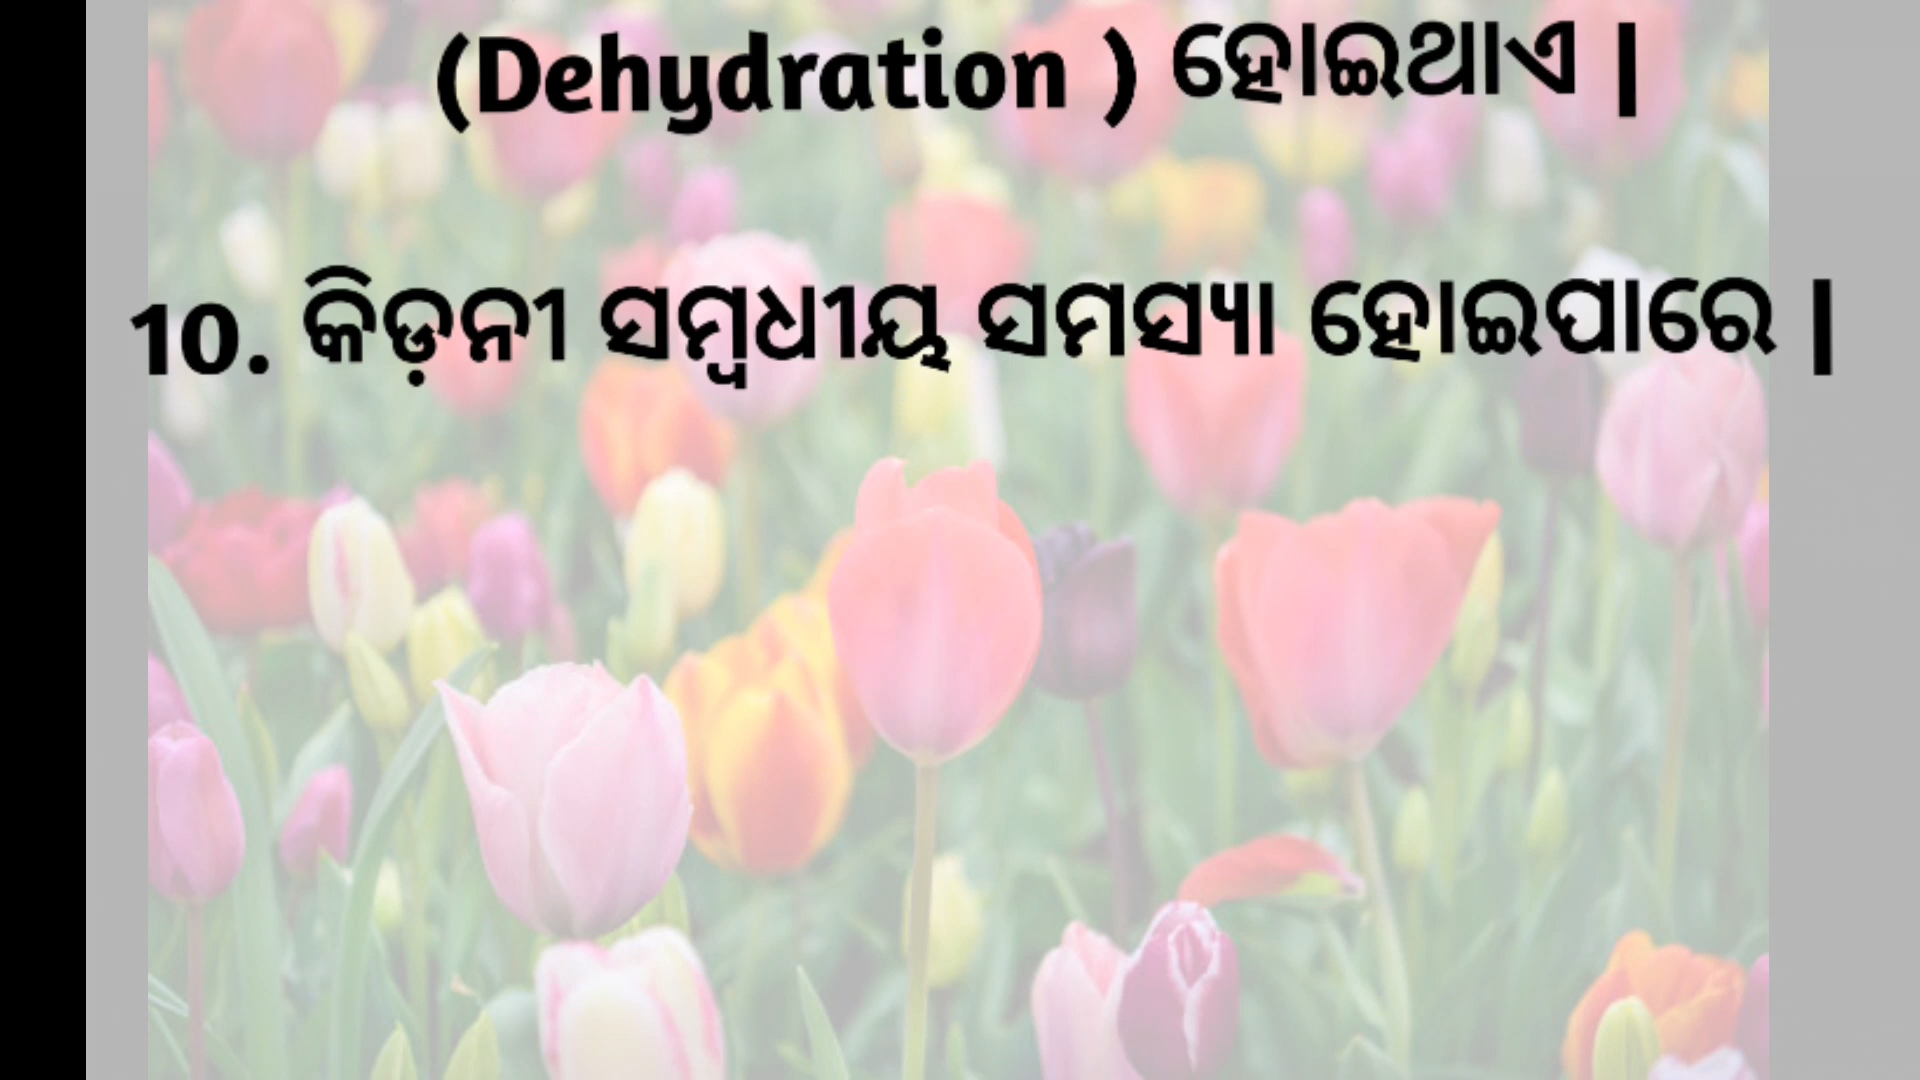 (Dehydration ) ହୋଇଥାଏ |
10. କିଡ଼ନୀ ସମ୍ବଧୀୟ ସମସ୍ୟା ହୋଇପାରେ |